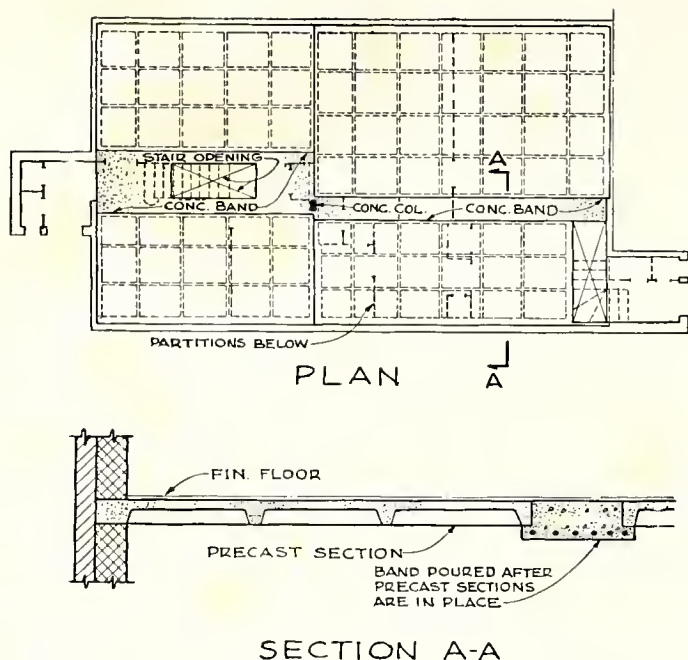 STAIR OPENING
A
CONC. BAND
CONC. COL.
CONC. BAND
PARTITIONS BELOW
PLAN
A
FIN. FLOOR
PRECAST SECTION
BAND POURED AFTER
PRECAST SECTIONS
ARE IN PLACE
SECTION A-A